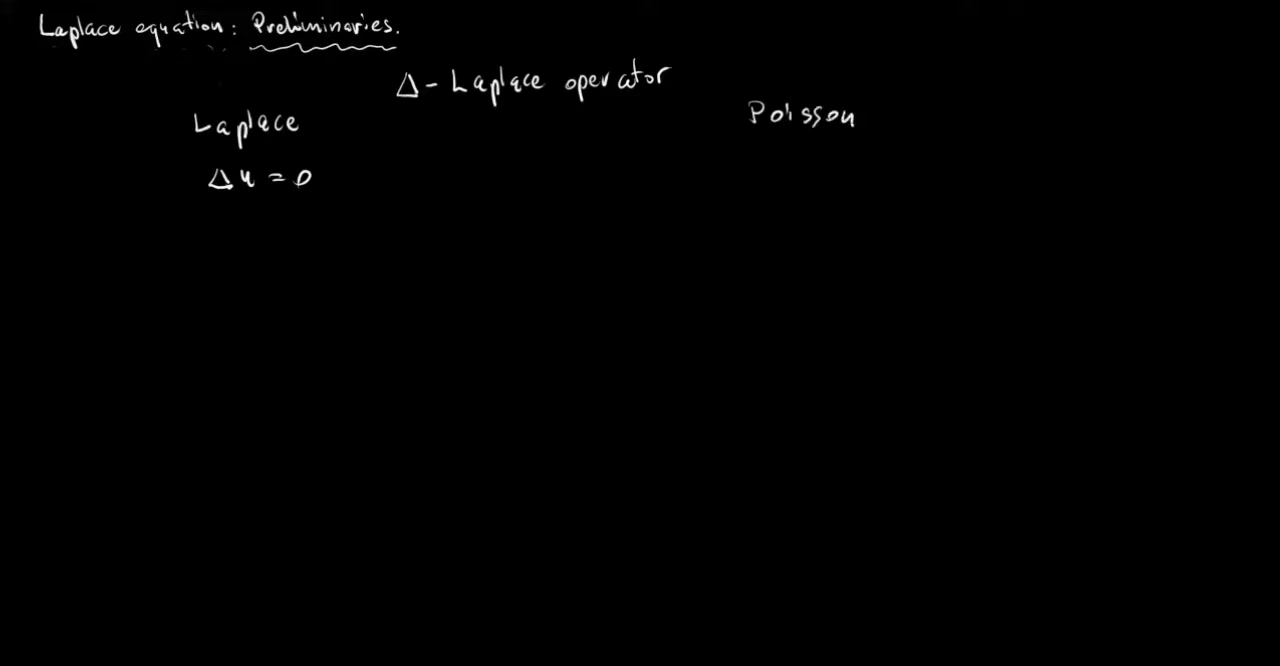 Laplace equation: Preliminaries.
Δ - Laplace operator
Laplace
Poisson
Δu = 0